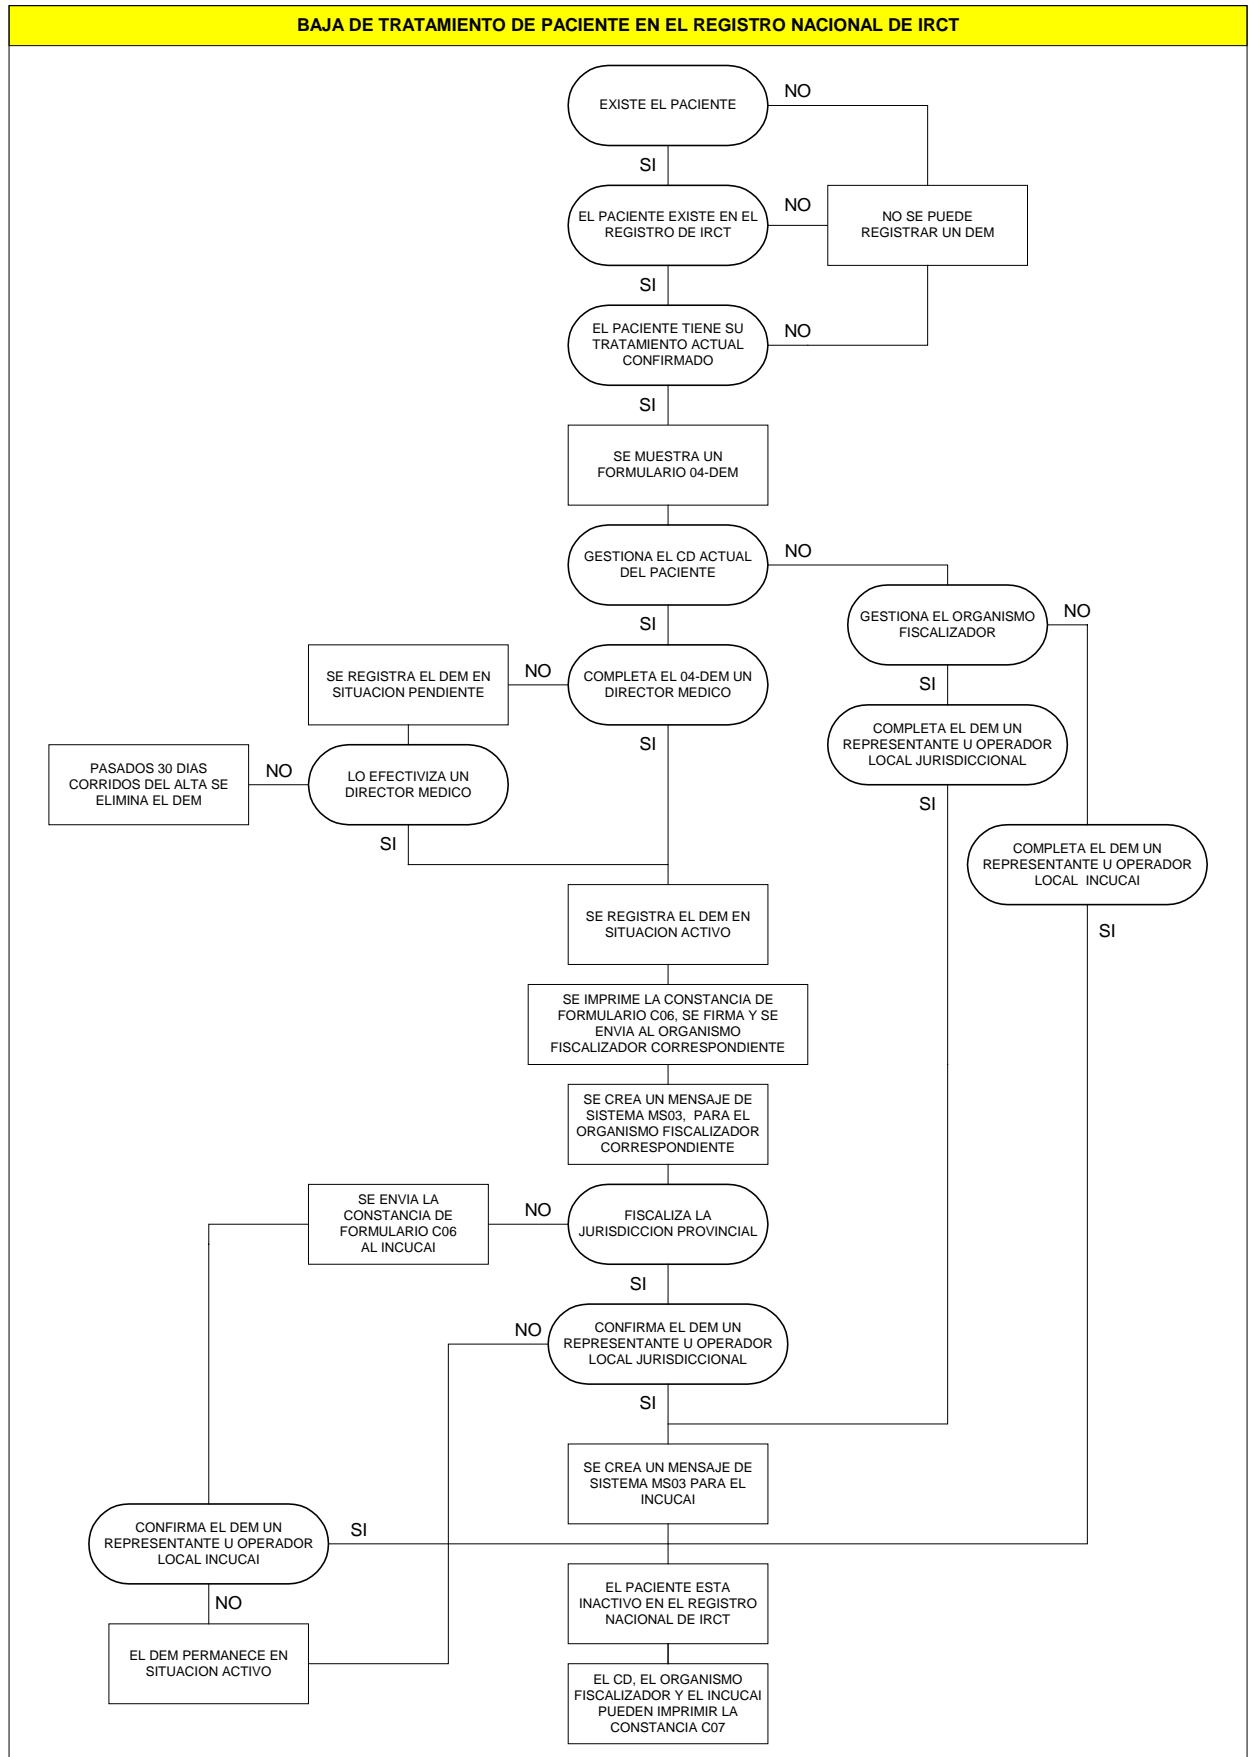 BAJA DE TRATAMIENTO DE PACIENTE EN EL REGISTRO NACIONAL DE IRCT
EXISTE EL PACIENTE
NO
SI
EL PACIENTE EXISTE EN EL
REGISTRO DE IRCT
NO
NO SE PUEDE
REGISTRAR UN DEM
SI
EL PACIENTE TIENE SU
TRATAMIENTO ACTUAL
CONFIRMADO
NO
SI
SE MUESTRA UN
FORMULARIO 04-DEM
GESTIONA EL CD ACTUAL
DEL PACIENTE
NO
SI
GESTIONA EL ORGANISMO
FISCALIZADOR
NO
SI
SE REGISTRA EL DEM EN
SITUACION PENDIENTE
NO
COMPLETA EL 04-DEM UN
DIRECTOR MEDICO
SI
COMPLETA EL DEM UN
REPRESENTANTE U OPERADOR
LOCAL JURISDICCIONAL
SI
PASADOS 30 DIAS
CORRIDOS DEL ALTA SE
ELIMINA EL DEM
NO
LO EFECTIVIZA UN
DIRECTOR MEDICO
SI
COMPLETA EL DEM UN
REPRESENTANTE U OPERADOR
LOCAL INCUCAI
SI
SE REGISTRA EL DEM EN
SITUACION ACTIVO
SE IMPRIME LA CONSTANCIA DE
FORMULARIO C06, SE FIRMA Y SE
ENVIA AL ORGANISMO
FISCALIZADOR CORRESPONDIENTE
SE CREA UN MENSAJE DE
SISTEMA MS03, PARA EL
ORGANISMO FISCALIZADOR
CORRESPONDIENTE
SE ENVIA LA
CONSTANCIA DE
FORMULARIO C06
AL INCUCAI
NO
FISCALIZA LA
JURISDICCION PROVINCIAL
SI
NO
CONFIRMA EL DEM UN
REPRESENTANTE U OPERADOR
LOCAL JURISDICCIONAL
SI
SE CREA UN MENSAJE DE
SISTEMA MS03 PARA EL
INCUCAI
CONFIRMA EL DEM UN
REPRESENTANTE U OPERADOR
LOCAL INCUCAI
SI
NO
EL PACIENTE ESTA
INACTIVO EN EL REGISTRO
NACIONAL DE IRCT
EL DEM PERMANECE EN
SITUACION ACTIVO
EL CD, EL ORGANISMO
FISCALIZADOR Y EL INCUCAI
PUEDEN IMPRIMIR LA
CONSTANCIA C07